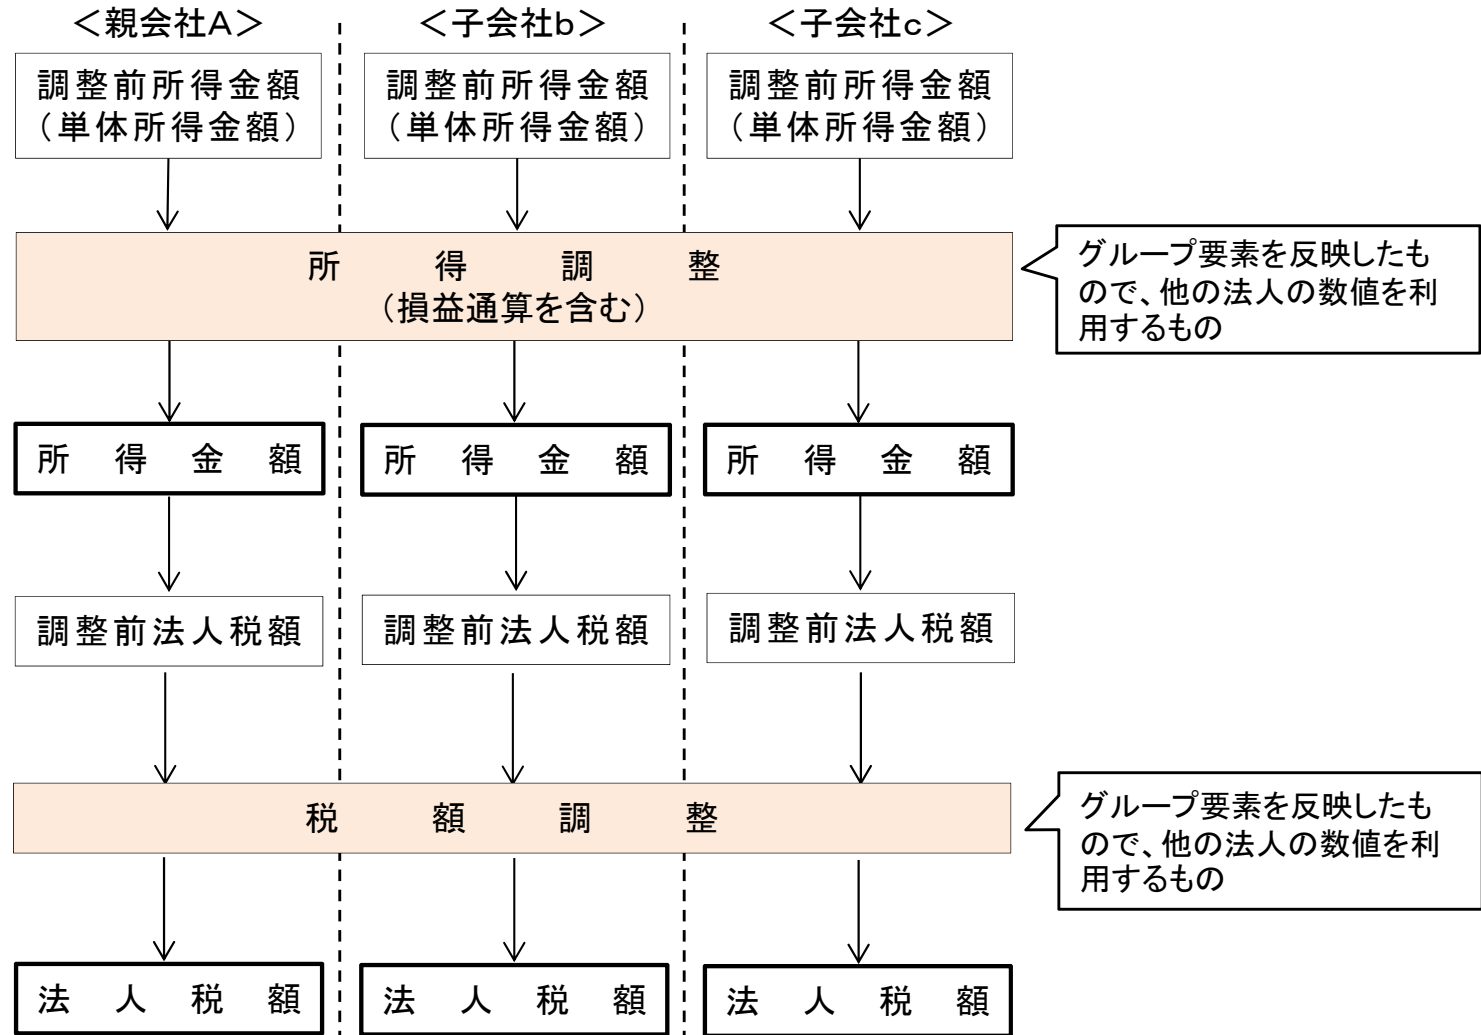 ＜親会社A＞
＜子会社b＞
＜子会社c＞
調整前所得金額
（単体所得金額）
調整前所得金額
（単体所得金額）
調整前所得金額
（単体所得金額）
所得調整
（損益通算を含む）
グループ要素を反映したも
ので、他の法人の数値を利
用するもの
所得金額
所得金額
所得金額
調整前法人税額
調整前法人税額
調整前法人税額
税額調整
グループ要素を反映したも
ので、他の法人の数値を利
用するもの
法人税額
法人税額
法人税額